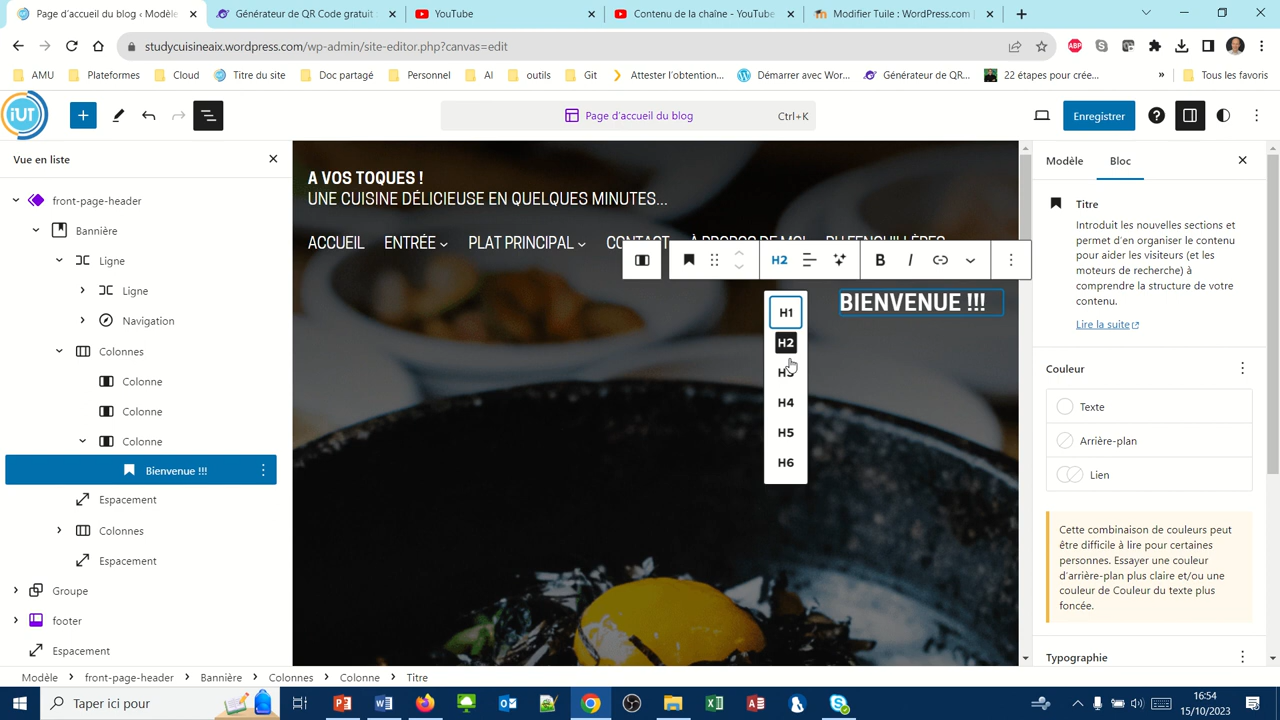 Page d'accueil du blog ‹ Modèle
Générateur de QR Code gratuit
YouTube
Contenu de la chaîne - YouTube
Modifier Tuile : WordPress.com |
studycuisineaix.wordpress.com/wp-admin/site-editor.php?canvas=edit
ABP
AMU
Plateformes
Cloud
Titre du site
Doc partagé
Personnel
AI
outils
Git
Attester l'obtention...
Démarrer avec Wor...
Générateur de QR...
22 étapes pour crée...
»
Tous les favoris
iUT
Page d'accueil du blog
Ctrl+K
Enregistrer
Vue en liste
front-page-header
Bannière
Ligne
Ligne
Navigation
Colonnes
Colonne
Colonne
Colonne
Bienvenue !!!
Espacement
Colonnes
Espacement
Groupe
footer
Espacement
A VOS TOQUES !
UNE CUISINE DÉLICIEUSE EN QUELQUES MINUTES...
ACCUEIL
ENTRÉE
PLAT PRINCIPAL
CONTACT
À PROPOS DE MOI
DU FENOUILLÈRES
H2
B
I
BIENVENUE !!!
H1
H2
H3
H4
H5
H6
Modèle
Bloc
Titre
Introduit les nouvelles sections et
permet d'en organiser le contenu
pour aider les visiteurs (et les
moteurs de recherche) à
comprendre la structure de votre
contenu.
Lire la suite
Couleur
Texte
Arrière-plan
Lien
Cette combinaison de couleurs peut
être difficile à lire pour certaines
personnes. Essayer une couleur
d'arrière-plan plus claire et/ou une
couleur de Couleur du texte plus
foncée.
Typographie
Modèle
front-page-header
Bannière
Colonnes
Colonne
Titre
Taper ici pour
16:54
15/10/2023